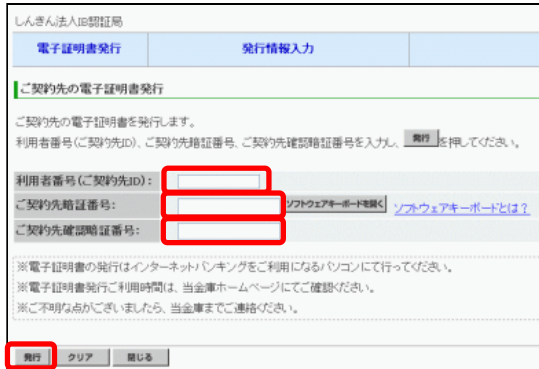 しんきん法人IB認証局
電子証明書発行 発行情報入力
ご契約先の電子証明書発行
ご契約先の電子証明書を発行します。
利用者番号(ご契約先ID)、ご契約先暗証番号、ご契約先確認暗証番号を入力し、 発行 を押してください。
利用者番号(ご契約先ID):
ご契約先暗証番号: ソフトウェアキーボードを開く ソフトウェアキーボードとは?
ご契約先確認暗証番号:
※電子証明書の発行はインターネットバンキングをご利用になるパソコンにて行ってください。
※電子証明書発行ご利用時間は、当金庫ホームページにてご確認ください。
※ご不明な点がございましたら、当金庫までご連絡ください。
発行 クリア 閉じる